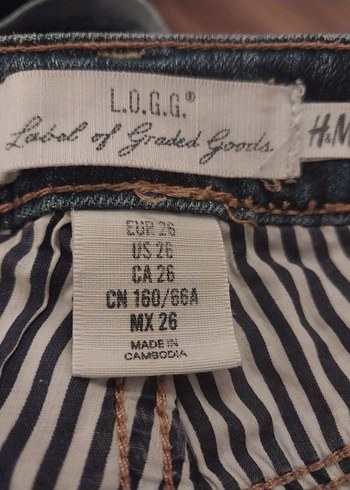 L.O.G.G.®
Label of Graded Goods
H&M
EUR 26
US 26
CA 26
CN 160/66A
MX 26
MADE IN
CAMBODIA